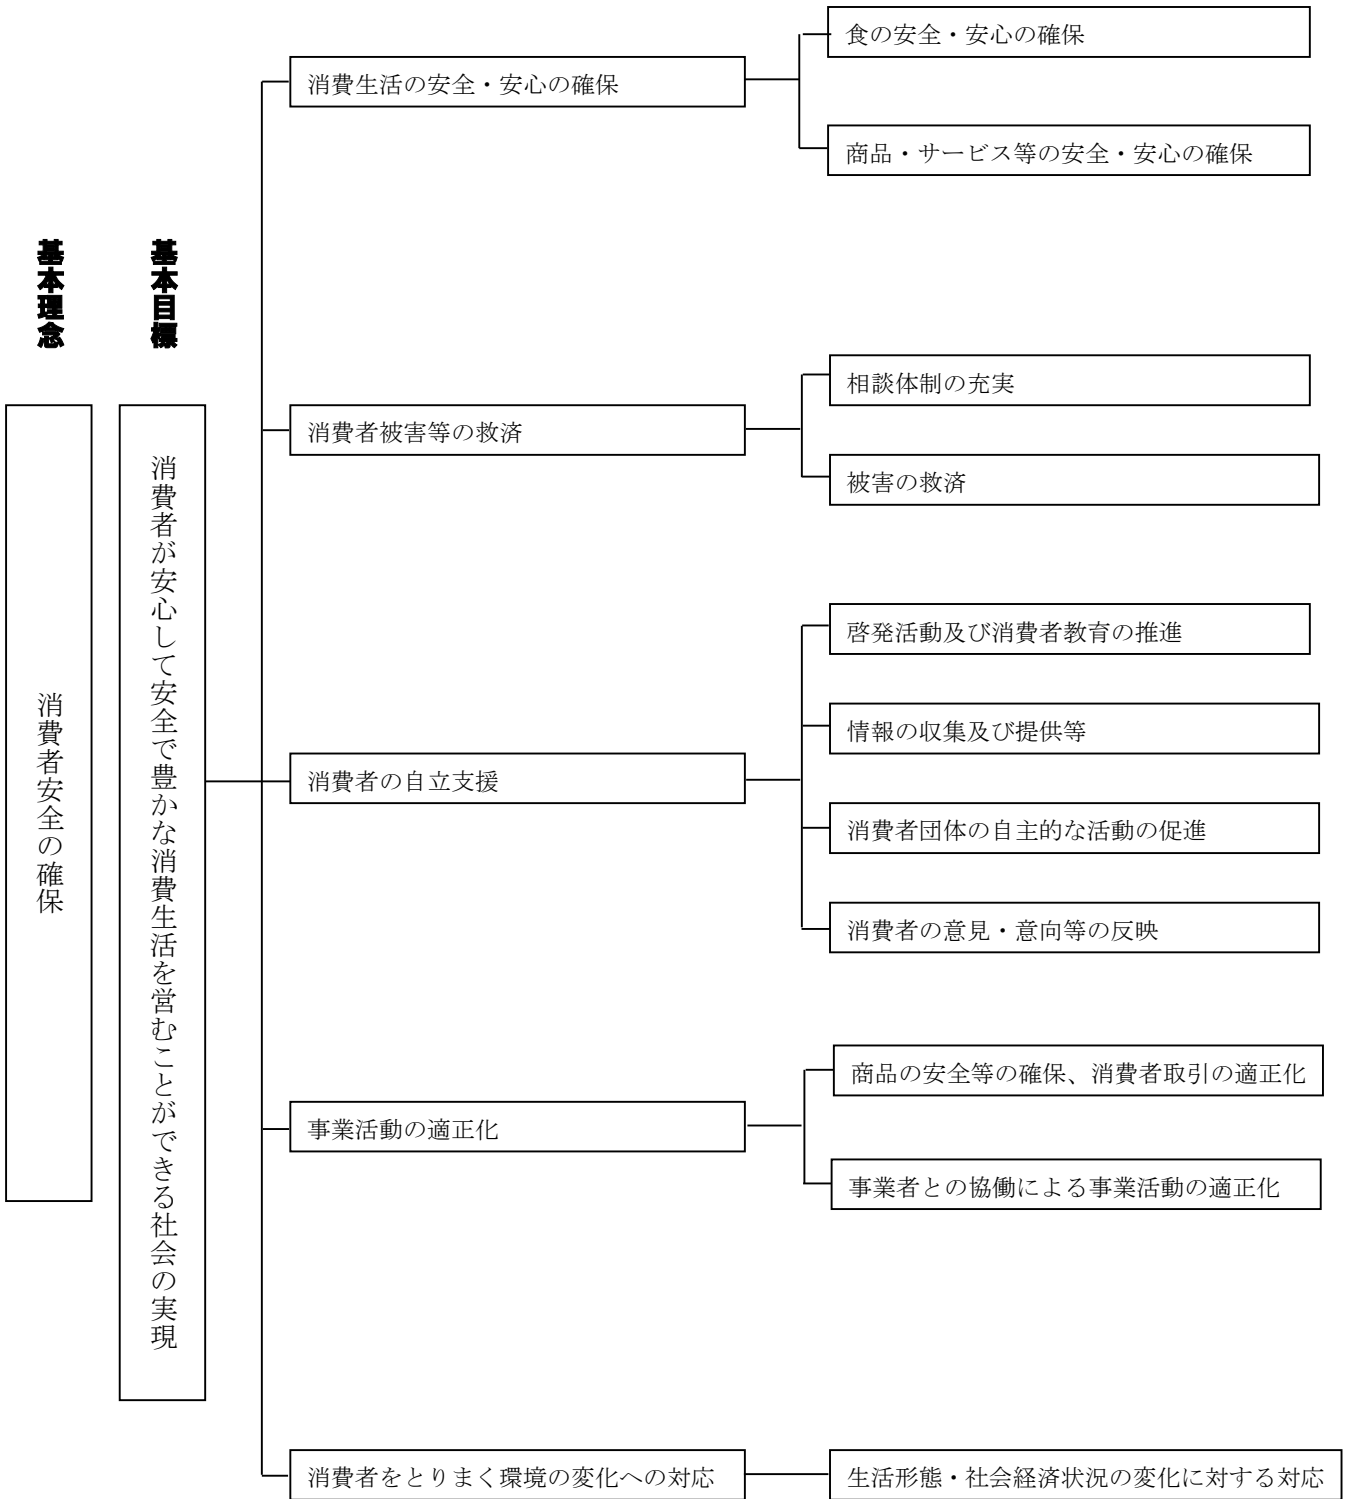 基本理念
消費者安全の確保
基本目標
消費者が安心して安全で豊かな消費生活を営むことができる社会の実現
消費生活の安全・安心の確保
食の安全・安心の確保
商品・サービス等の安全・安心の確保
消費者被害等の救済
相談体制の充実
被害の救済
消費者の自立支援
啓発活動及び消費者教育の推進
情報の収集及び提供等
消費者団体の自主的な活動の促進
消費者の意見・意向等の反映
事業活動の適正化
商品の安全等の確保、消費者取引の適正化
事業者との協働による事業活動の適正化
消費者をとりまく環境の変化への対応
生活形態・社会経済状況の変化に対する対応